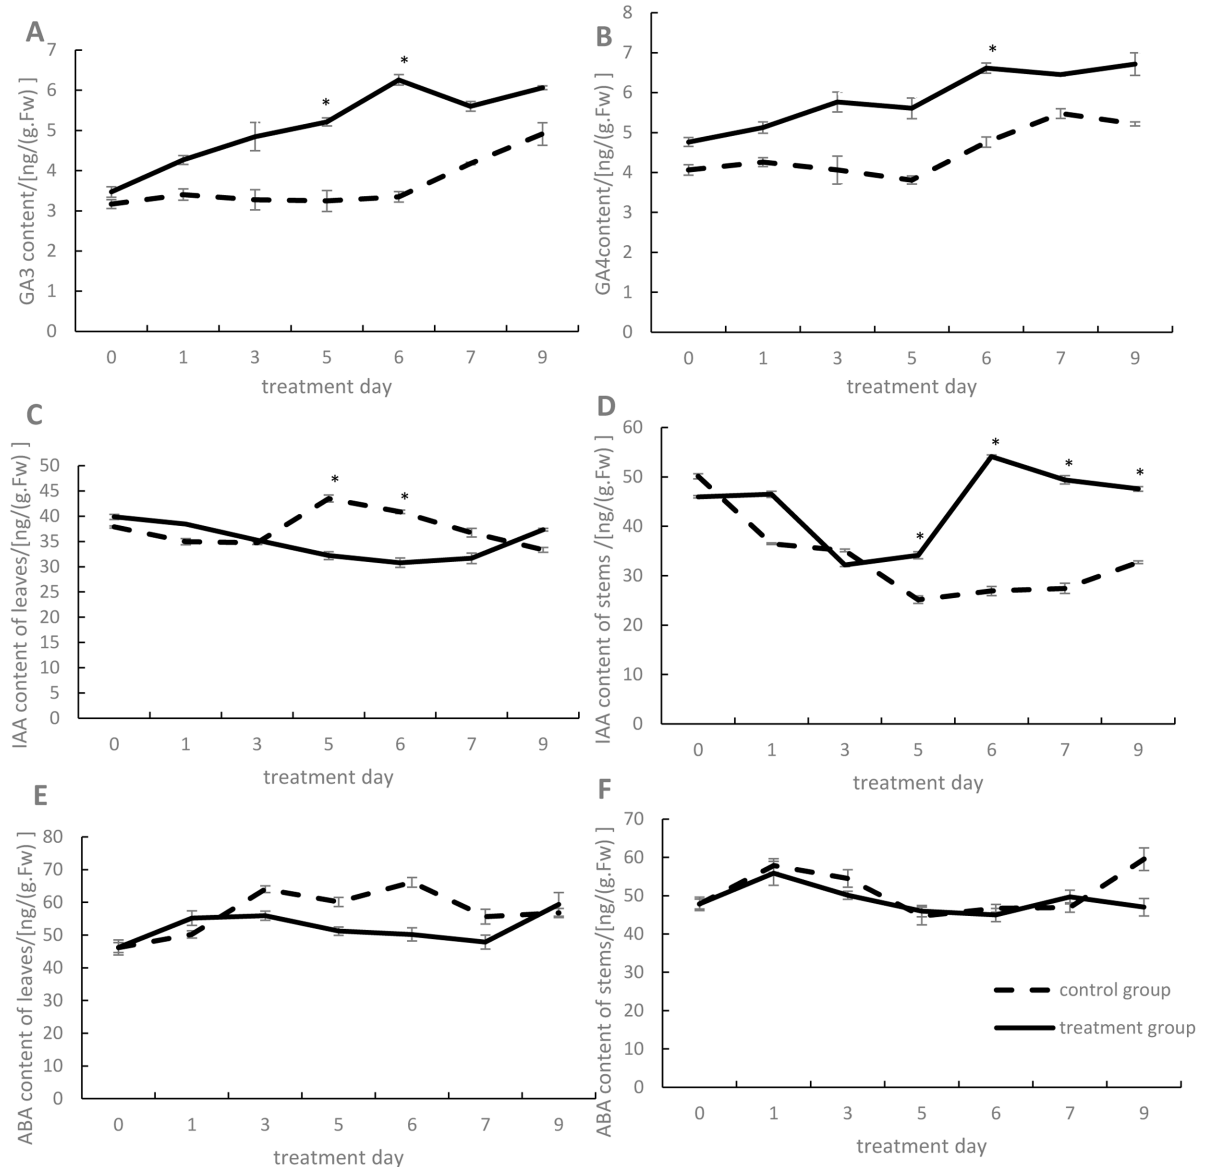 A
GA3 content/[ng/(g.Fw) ]
7
6
5
4
3
2
1
0
*
*
0 1 3 5 6 7 9
treatment day
B
GA4content/[ng/(g.Fw) ]
8
7
6
5
4
3
2
1
0
*
0 1 3 5 6 7 9
treatment day
C
IAA content of leaves/[ng/(g.Fw) ]
50
45
40
35
30
25
20
15
10
5
0
*
*
0 1 3 5 6 7 9
treatment day
D
IAA content of stems /[ng/(g.Fw) ]
60
50
40
30
20
10
0
*
*
*
*
0 1 3 5 6 7 9
treatment day
E
ABA content of leaves/[ng/(g.Fw) ]
80
70
60
50
40
30
20
10
0
0 1 3 5 6 7 9
treatment day
F
ABA content of stems/[ng/(g.Fw) ]
70
60
50
40
30
20
10
0
control group
treatment group
0 1 3 5 6 7 9
treatment day